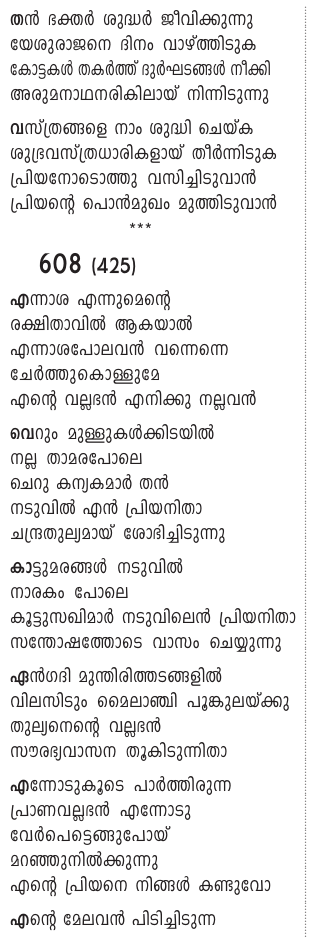 തൻ ഭക്തർ ശുദ്ധർ ജീവിക്കുന്നു
യേശുരാജനെ ദിനം വാഴ്ത്തിടുക
കോട്ടകൾ തകർത്ത് ദുർഘടങ്ങൾ നീക്കി
അരുമനാഥനരികിലായ് നിന്നിടുന്നു
വസ്ത്രങ്ങളെ നാം ശുദ്ധി ചെയ്ക
ശുഭ്രവസ്ത്രധാരികളായ് തീർന്നിടുക
പ്രിയനോടൊത്തു വസിച്ചിടുവാൻ
പ്രിയന്റെ പൊൻമുഖം മുത്തിടുവാൻ
***
608 (425)
എന്നാശ എന്നുമെന്റെ
രക്ഷിതാവിൽ ആകയാൽ
എന്നാശപോലവൻ വന്നെന്നെ
ചേർത്തുകൊള്ളുമേ
എന്റെ വല്ലഭൻ എനിക്കു നല്ലവൻ
വെറും മുള്ളുകൾക്കിടയിൽ
നല്ല താമരപോലെ
ചെറു കന്യകമാർ തൻ
നടുവിൽ എൻ പ്രിയനിതാ
ചന്ദ്രതുല്യമായ് ശോഭിച്ചിടുന്നു
കാട്ടുമരങ്ങൾ നടുവിൽ
നാരകം പോലെ
കൂട്ടുസഖിമാർ നടുവിലെൻ പ്രിയനിതാ
സന്തോഷത്തോടെ വാസം ചെയ്യുന്നു
ഏൻഗദി മുന്തിരിത്തടങ്ങളിൽ
വിലസിടും മൈലാഞ്ചി പൂങ്കുലയ്ക്കു
തുല്യനെന്റെ വല്ലഭൻ
സൗരഭ്യവാസന തൂകിടുന്നിതാ
എന്നോടുകൂടെ പാർത്തിരുന്ന
പ്രാണവല്ലഭൻ എന്നോടു
വേർപെട്ടെങ്ങുപോയ്
മറഞ്ഞുനിൽക്കുന്നു
എന്റെ പ്രിയനെ നിങ്ങൾ കണ്ടുവോ
എന്റെ മേലവൻ പിടിച്ചിടുന്ന